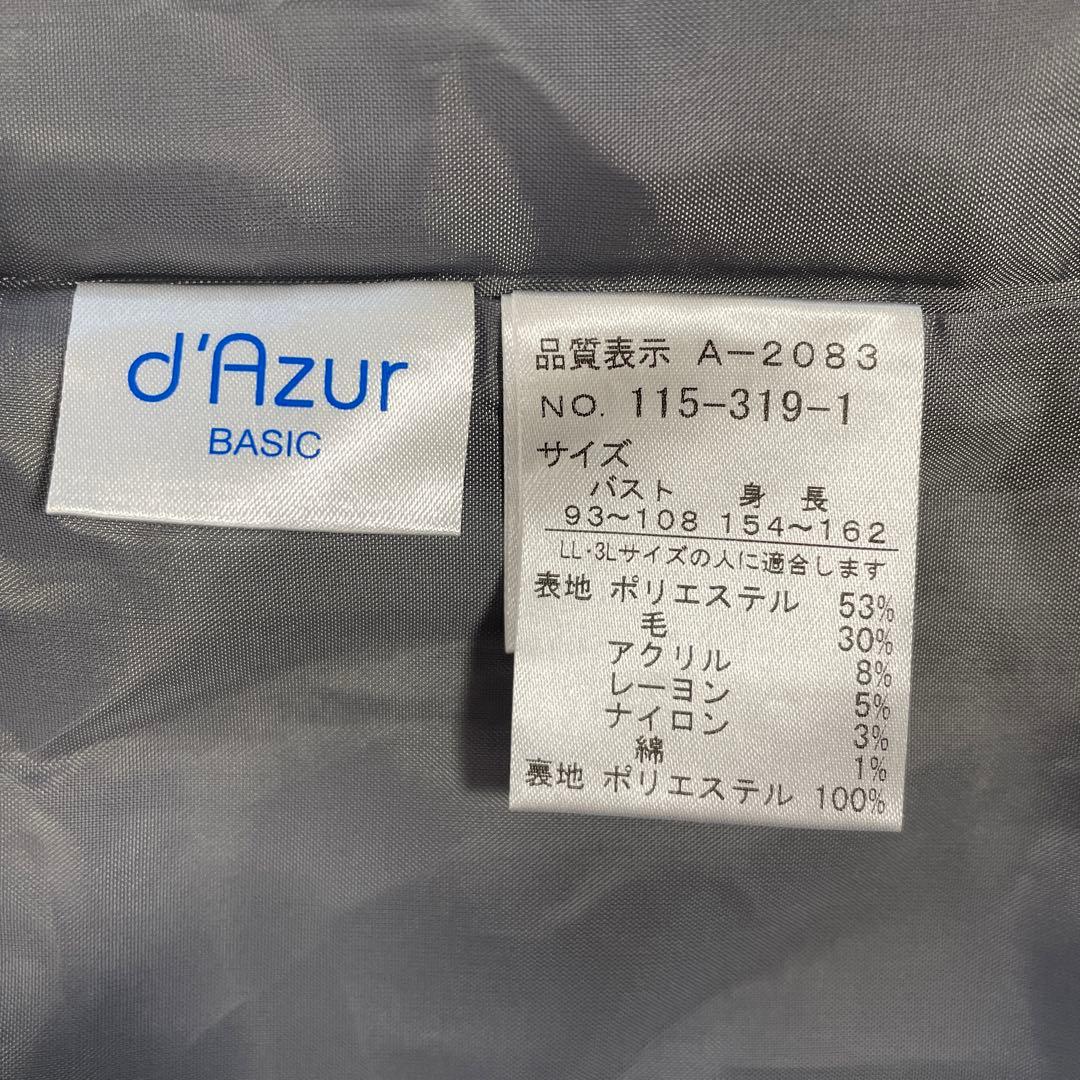 d'Azur
BASIC
品質表示 A-2083
NO. 115-319-1
サイズ
バスト 身長
93~108 154~162
LL・3Lサイズの人に適合します
表地 ポリエステル 53%
毛 30%
アクリル 8%
レーヨン 5%
ナイロン 3%
綿 1%
裏地 ポリエステル 100%